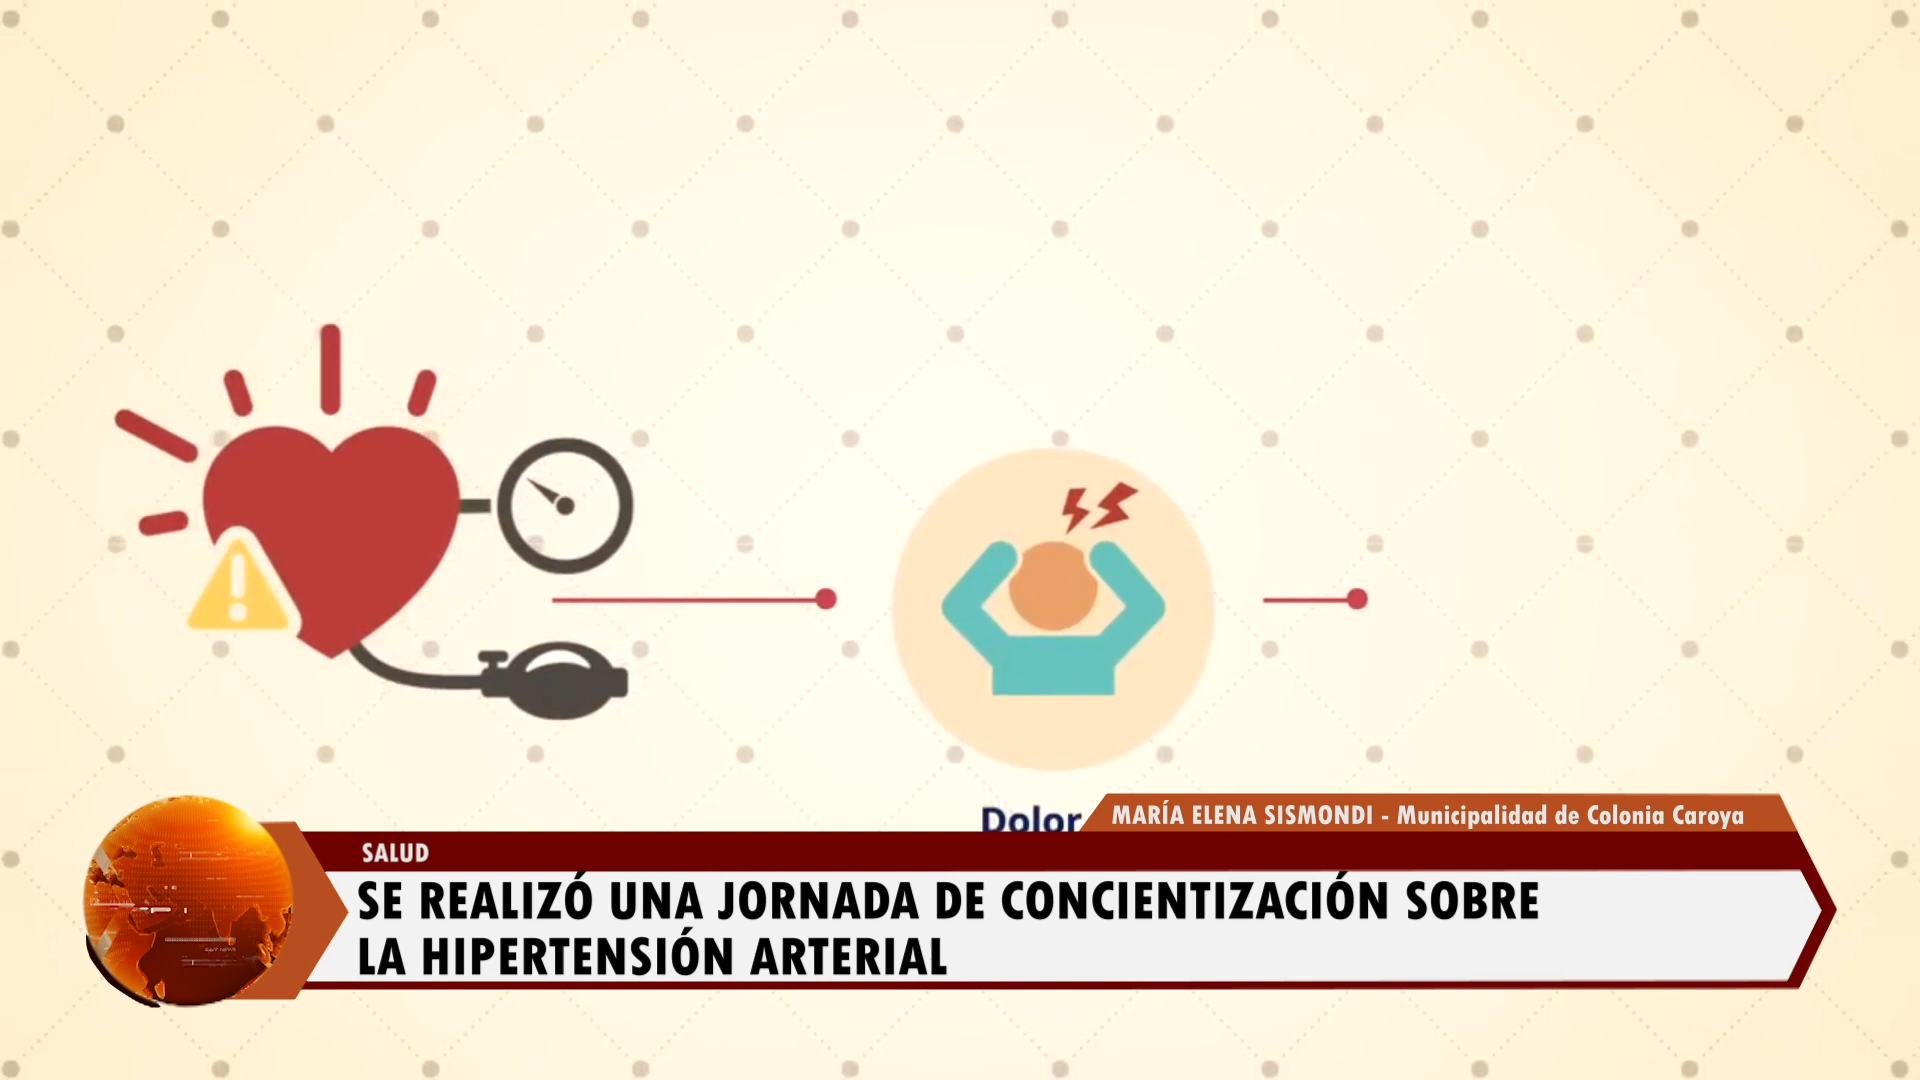 Dolor
MARÍA ELENA SISMONDI - Municipalidad de Colonia Caroya
SALUD
SE REALIZÓ UNA JORNADA DE CONCIENTIZACIÓN SOBRE
LA HIPERTENSIÓN ARTERIAL